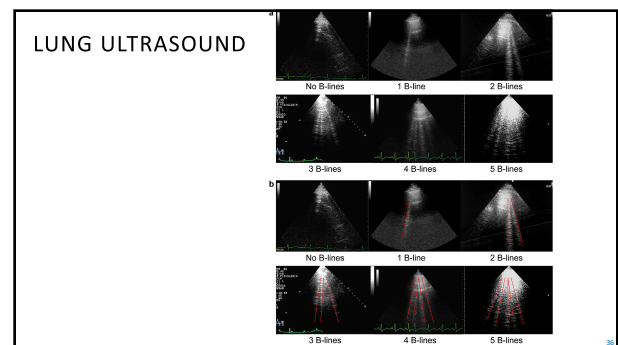 LUNG ULTRASOUND
a
No B-lines
1 B-line
2 B-lines
3 B-lines
4 B-lines
5 B-lines
b
No B-lines
1 B-line
2 B-lines
3 B-lines
4 B-lines
5 B-lines
36